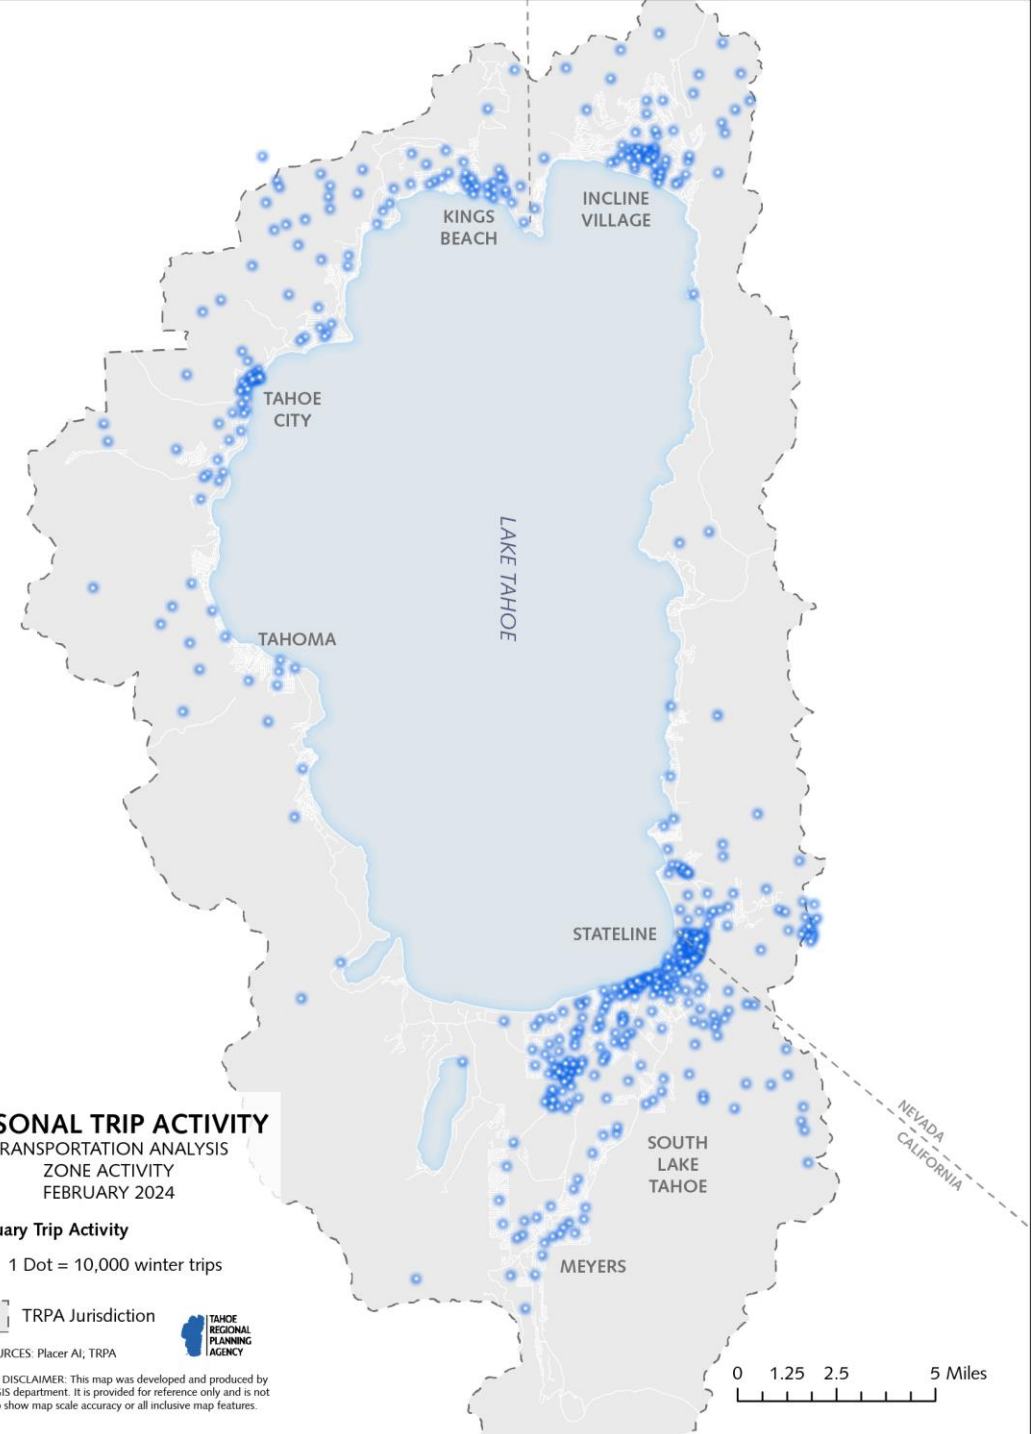 KINGS
BEACH
INCLINE
VILLAGE
TAHOE
CITY
LAKE TAHOE
TAHOMA
STATELINE
SOUTH
LAKE
TAHOE
MEYERS
NEVADA
CALIFORNIA
SONAL TRIP ACTIVITY
RANSPORTATION ANALYSIS
ZONE ACTIVITY
FEBRUARY 2024
uary Trip Activity
1 Dot = 10,000 winter trips
TRPA Jurisdiction
TAHOE
REGIONAL
PLANNING
AGENCY
URCES: Placer AI; TRPA
DISCLAIMER: This map was developed and produced by
GIS department. It is provided for reference only and is not
o show map scale accuracy or all inclusive map features.
0 1.25 2.5 5 Miles